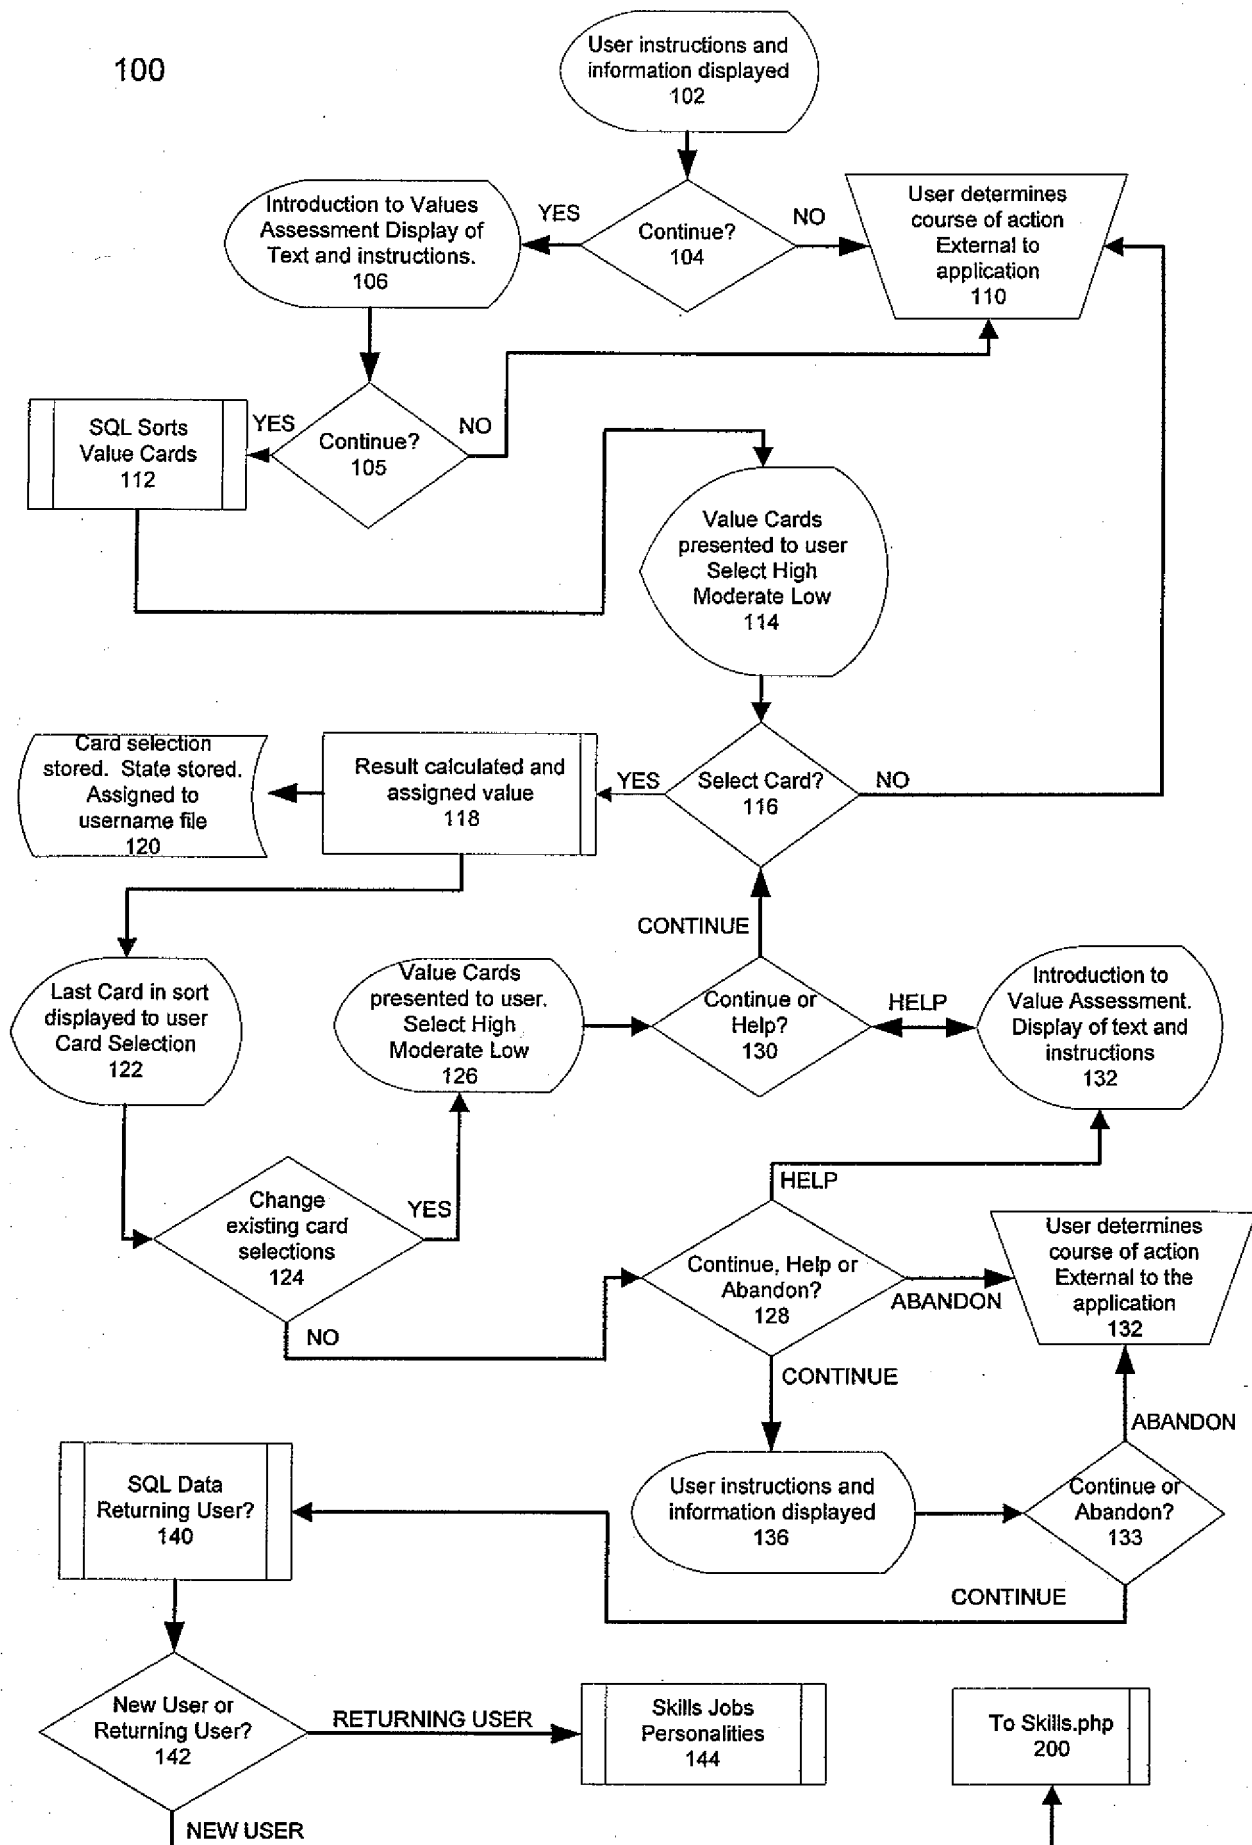 100
User instructions and
information displayed
102
Introduction to Values
Assessment Display of
Text and instructions.
106
YES
Continue?
104
NO
User determines
course of action
External to
application
110
SQL Sorts
Value Cards
112
YES
Continue?
105
NO
Value Cards
presented to user
Select High
Moderate Low
114
Card selection
stored. State stored.
Assigned to
username file
120
Result calculated and
assigned value
118
YES
Select Card?
116
NO
CONTINUE
Last Card in sort
displayed to user
Card Selection
122
Value Cards
presented to user.
Select High
Moderate Low
126
Continue or
Help?
130
HELP
Introduction to
Value Assessment.
Display of text and
instructions
132
Change
existing card
selections
124
YES
NO
HELP
Continue, Help or
Abandon?
128
ABANDON
User determines
course of action
External to the
application
132
CONTINUE
ABANDON
SQL Data
Returning User?
140
User instructions and
information displayed
136
Continue or
Abandon?
133
CONTINUE
New User or
Returning User?
142
RETURNING USER
Skills Jobs
Personalities
144
To Skills.php
200
NEW USER